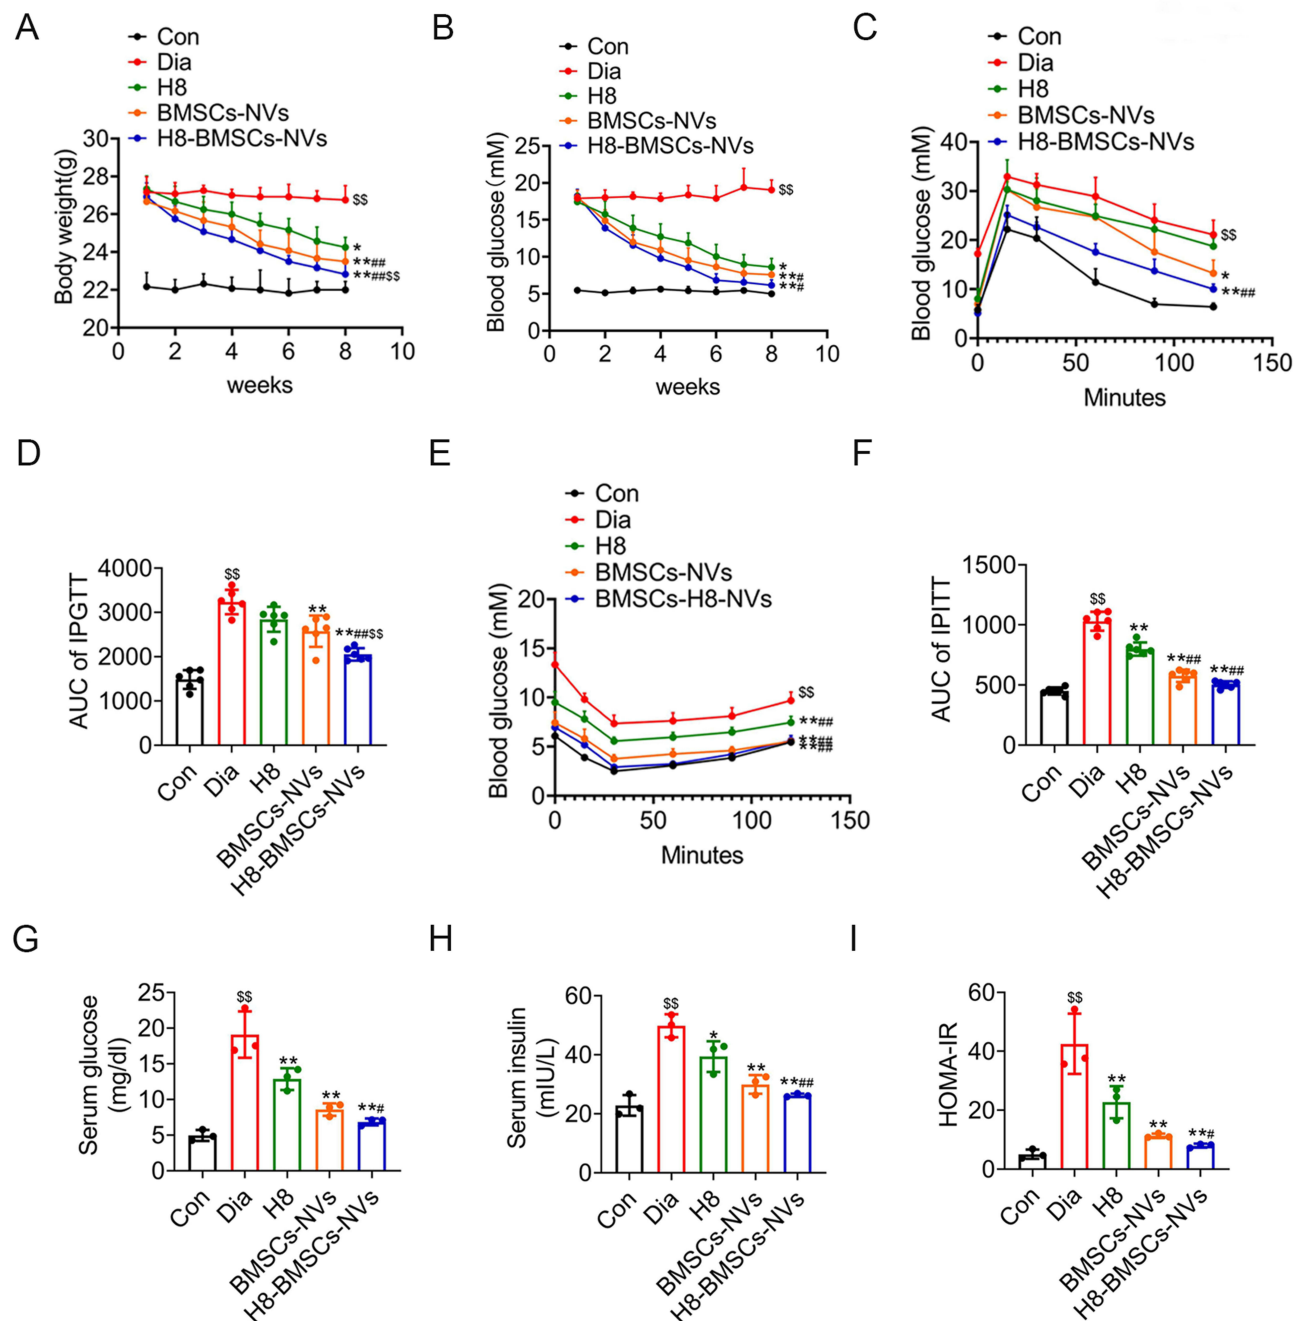 A
Con
Dia
H8
BMSCs-NVs
H8-BMSCs-NVs
Body weight(g)
30
28
26
24
22
20
$$
*
**##
**##$$
0
2
4
6
8
10
weeks
B
Con
Dia
H8
BMSCs-NVs
H8-BMSCs-NVs
Blood glucose(mM)
25
20
15
10
5
0
$$
*
**#
**#
0
2
4
6
8
10
weeks
C
Con
Dia
H8
BMSCs-NVs
H8-BMSCs-NVs
Blood glucose (mM)
40
30
20
10
0
$$
*
**##
0
50
100
150
Minutes
D
AUC of IPGTT
4000
3000
2000
1000
0
$$
**
**##$$
Con
Dia
H8
BMSCs-NVs
H8-BMSCs-NVs
E
Con
Dia
H8
BMSCs-NVs
BMSCs-H8-NVs
Blood glucose (mM)
20
15
10
5
0
$$
**##
**##
**##
0
50
100
150
Minutes
F
AUC of IPITT
1500
1000
500
0
$$
**
**##
**##
Con
Dia
H8
BMSCs-NVs
H8-BMSCs-NVs
G
Serum glucose
(mg/dl)
25
20
15
10
5
0
$$
**
**
**#
Con
Dia
H8
BMSCs-NVs
H8-BMSCs-NVs
H
Serum insulin
(mIU/L)
60
40
20
0
$$
*
**
**##
Con
Dia
H8
BMSCs-NVs
H8-BMSCs-NVs
I
HOMA-IR
60
40
20
0
$$
**
**
**#
Con
Dia
H8
BMSCs-NVs
H8-BMSCs-NVs